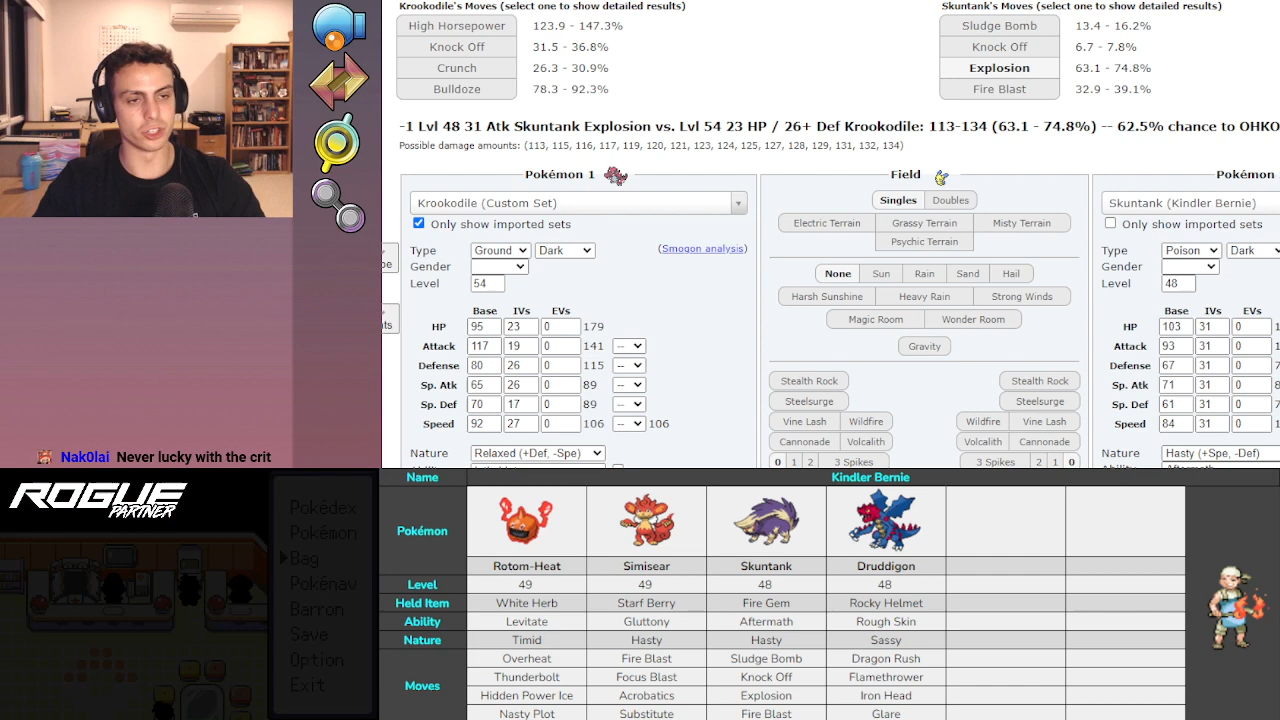 Krookodile's Moves (select one to show detailed results)
High Horsepower 123.9 - 147.3%
Knock Off 31.5 - 36.8%
Crunch 26.3 - 30.9%
Bulldoze 78.3 - 92.3%
Skuntank's Moves (select one to show detailed results)
Sludge Bomb 13.4 - 16.2%
Knock Off 6.7 - 7.8%
Explosion 63.1 - 74.8%
Fire Blast 32.9 - 39.1%
-1 Lvl 48 31 Atk Skuntank Explosion vs. Lvl 54 23 HP / 26+ Def Krookodile: 113-134 (63.1 - 74.8%) -- 62.5% chance to OHKO
Possible damage amounts: (113, 115, 116, 117, 119, 120, 121, 123, 124, 125, 127, 128, 129, 131, 132, 134)
Pokémon 1
Krookodile (Custom Set)
Only show imported sets
Type Ground Dark (Smogon analysis)
Gender
Level 54
Base IVs EVs
HP 95 23 0 179
Attack 117 19 0 141 --
Defense 80 26 0 115 --
Sp. Atk 65 26 0 89 --
Sp. Def 70 17 0 89 --
Speed 92 27 0 106 -- 106
Nature Relaxed (+Def, -Spe)
Field
Singles Doubles
Electric Terrain Grassy Terrain Misty Terrain
Psychic Terrain
None Sun Rain Sand Hail
Harsh Sunshine Heavy Rain Strong Winds
Magic Room Wonder Room
Gravity
Stealth Rock Stealth Rock
Steelsurge Steelsurge
Vine Lash Wildfire Wildfire Vine Lash
Cannonade Volcalith Volcalith Cannonade
0 1 2 3 Spikes 3 Spikes 2 1 0
Pokémon
Skuntank (Kindler Bernie)
Only show imported sets
Type Poison Dark
Gender
Level 48
Base IVs EVs
HP 103 31 0
Attack 93 31 0
Defense 67 31 0
Sp. Atk 71 31 0
Sp. Def 61 31 0
Speed 84 31 0
Nature Hasty (+Spe, -Def)
Nak0lai Never lucky with the crit
ROGUE
PARTNER
Pokédex
Pokémon
Bag
Pokénav
Barron
Save
Option
Exit
Name Kindler Bernie
Pokémon
Rotom-Heat Simisear Skuntank Druddigon
Level 49 49 48 48
Held Item White Herb Starf Berry Fire Gem Rocky Helmet
Ability Levitate Gluttony Aftermath Rough Skin
Nature Timid Hasty Hasty Sassy
Moves
Overheat Fire Blast Sludge Bomb Dragon Rush
Thunderbolt Focus Blast Knock Off Flamethrower
Hidden Power Ice Acrobatics Explosion Iron Head
Nasty Plot Substitute Fire Blast Glare